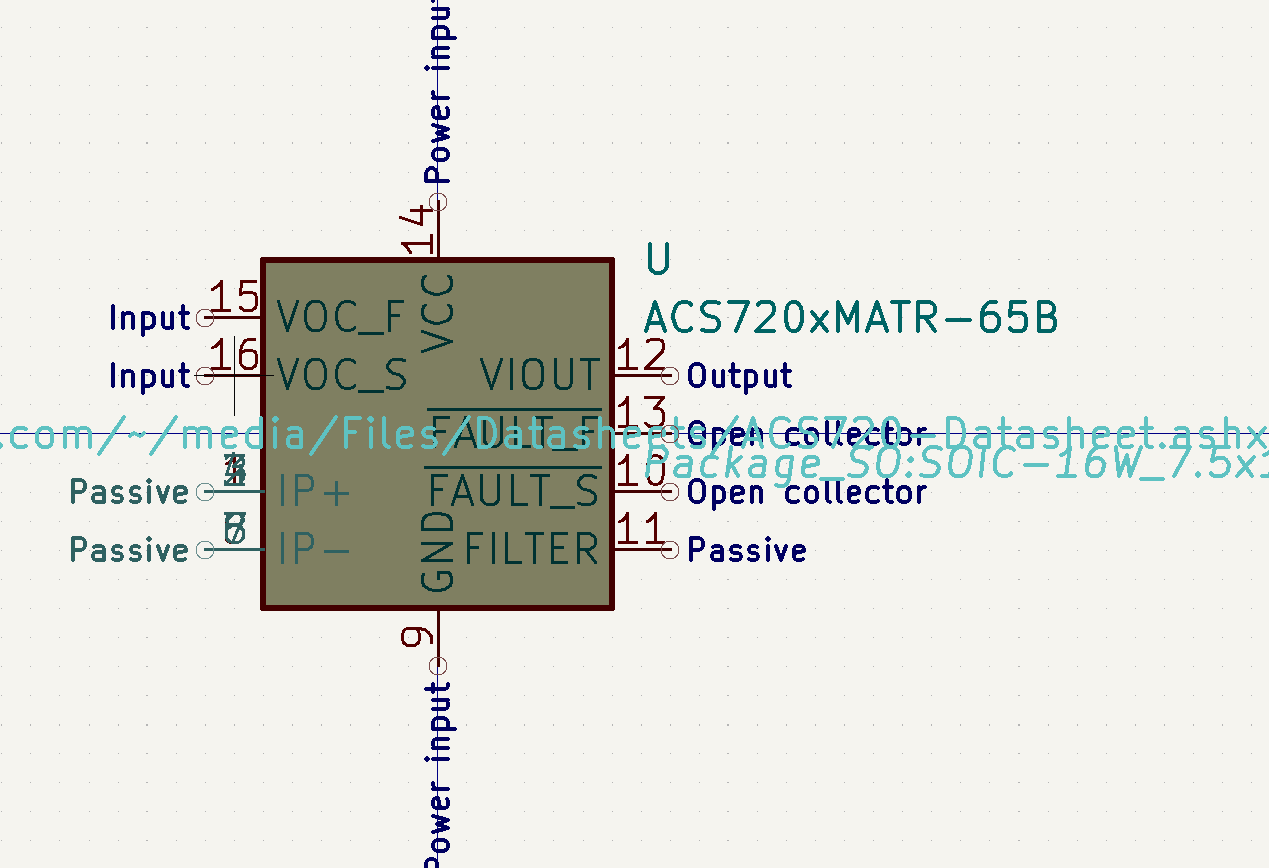 Power input
14
U
15
Input
VOC_F
VCC
ACS720xMATR-65B
16
Input
VOC_S
VIOUT
12
Output
FAULT_F
13
Open collector
.com/~/media/Files/Datasheets/ACS720-Datasheet.ashx
Package_SO:SOIC-16W_7.5x1
Passive
IP+
FAULT_S
10
Open collector
Passive
IP-
GND
FILTER
11
Passive
9
Power input